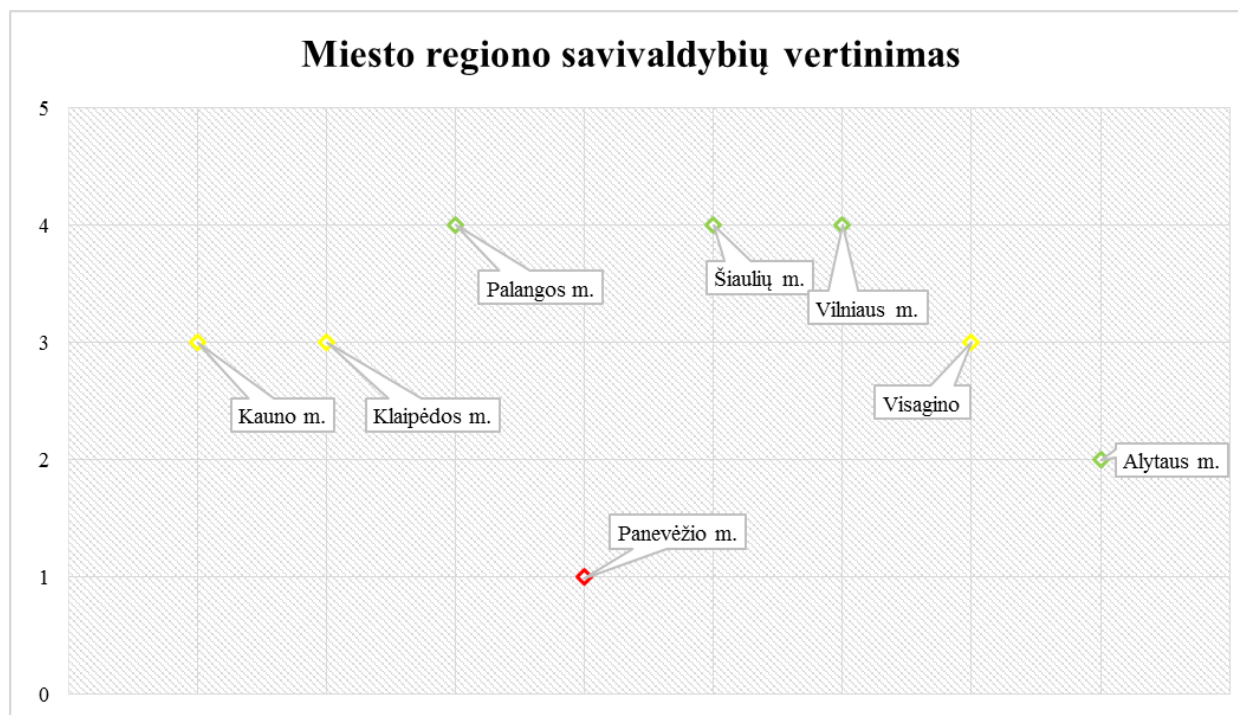 Miesto regiono savivaldybių vertinimas
5
4
3
2
1
0
Palangos m.
Šiaulių m.
Vilniaus m.
Kauno m.
Klaipėdos m.
Visagino
Alytaus m.
Panevėžio m.